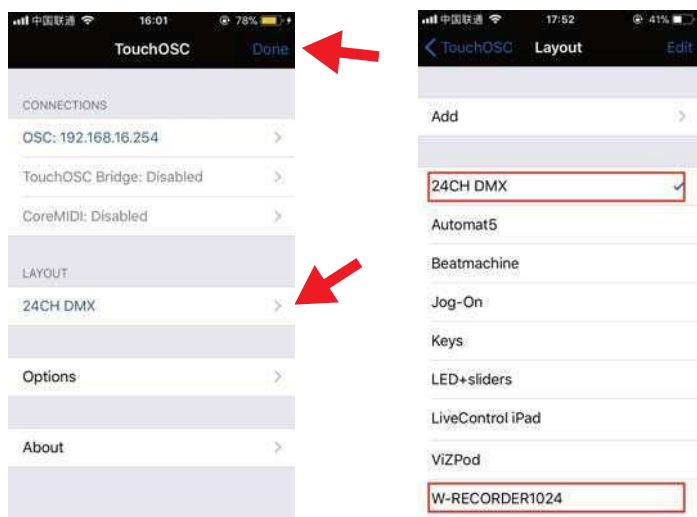 中国联通 16:01 78%
TouchOSC Done
CONNECTIONS
OSC: 192.168.16.254
TouchOSC Bridge: Disabled
CoreMIDI: Disabled
LAYOUT
24CH DMX
Options
About
中国联通 17:52 41%
TouchOSC Layout Edit
Add
24CH DMX
Automat5
Beatmachine
Jog-On
Keys
LED+sliders
LiveControl iPad
ViZPod
W-RECORDER1024